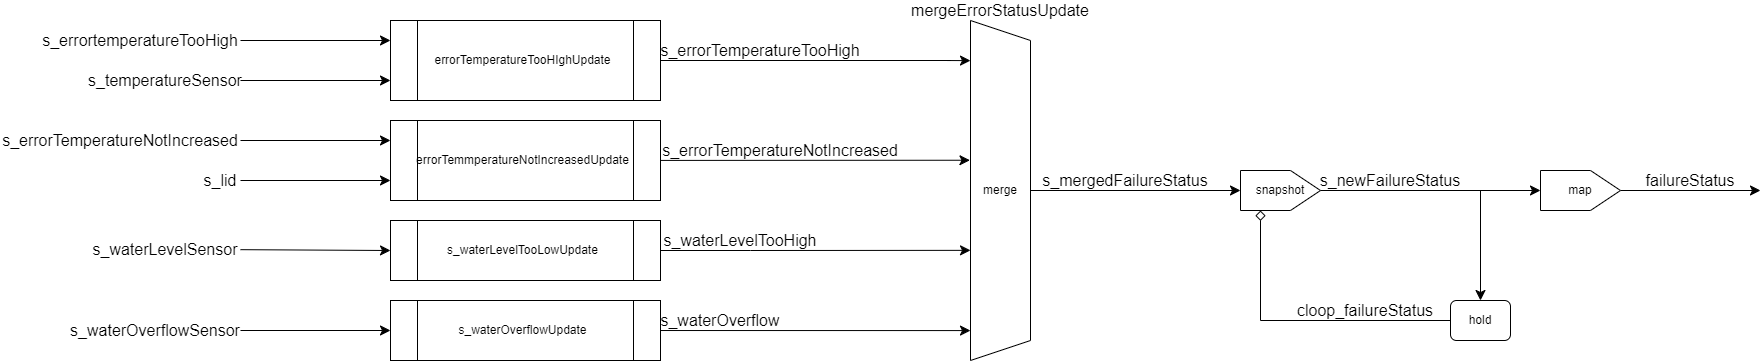 mergeErrorStatusUpdate
s_errortemperatureTooHigh
s_temperatureSensor
errorTemperatureTooHIghUpdate
s_errorTemperatureTooHigh
s_errorTemperatureNotIncreased
s_lid
errorTemmperatureNotIncreasedUpdate
s_errorTemperatureNotIncreased
s_waterLevelSensor
s_waterLevelTooLowUpdate
s_waterLevelTooHigh
s_waterOverflowSensor
s_waterOverflowUpdate
s_waterOverflow
merge
s_mergedFailureStatus
snapshot
s_newFailureStatus
map
failureStatus
cloop_failureStatus
hold